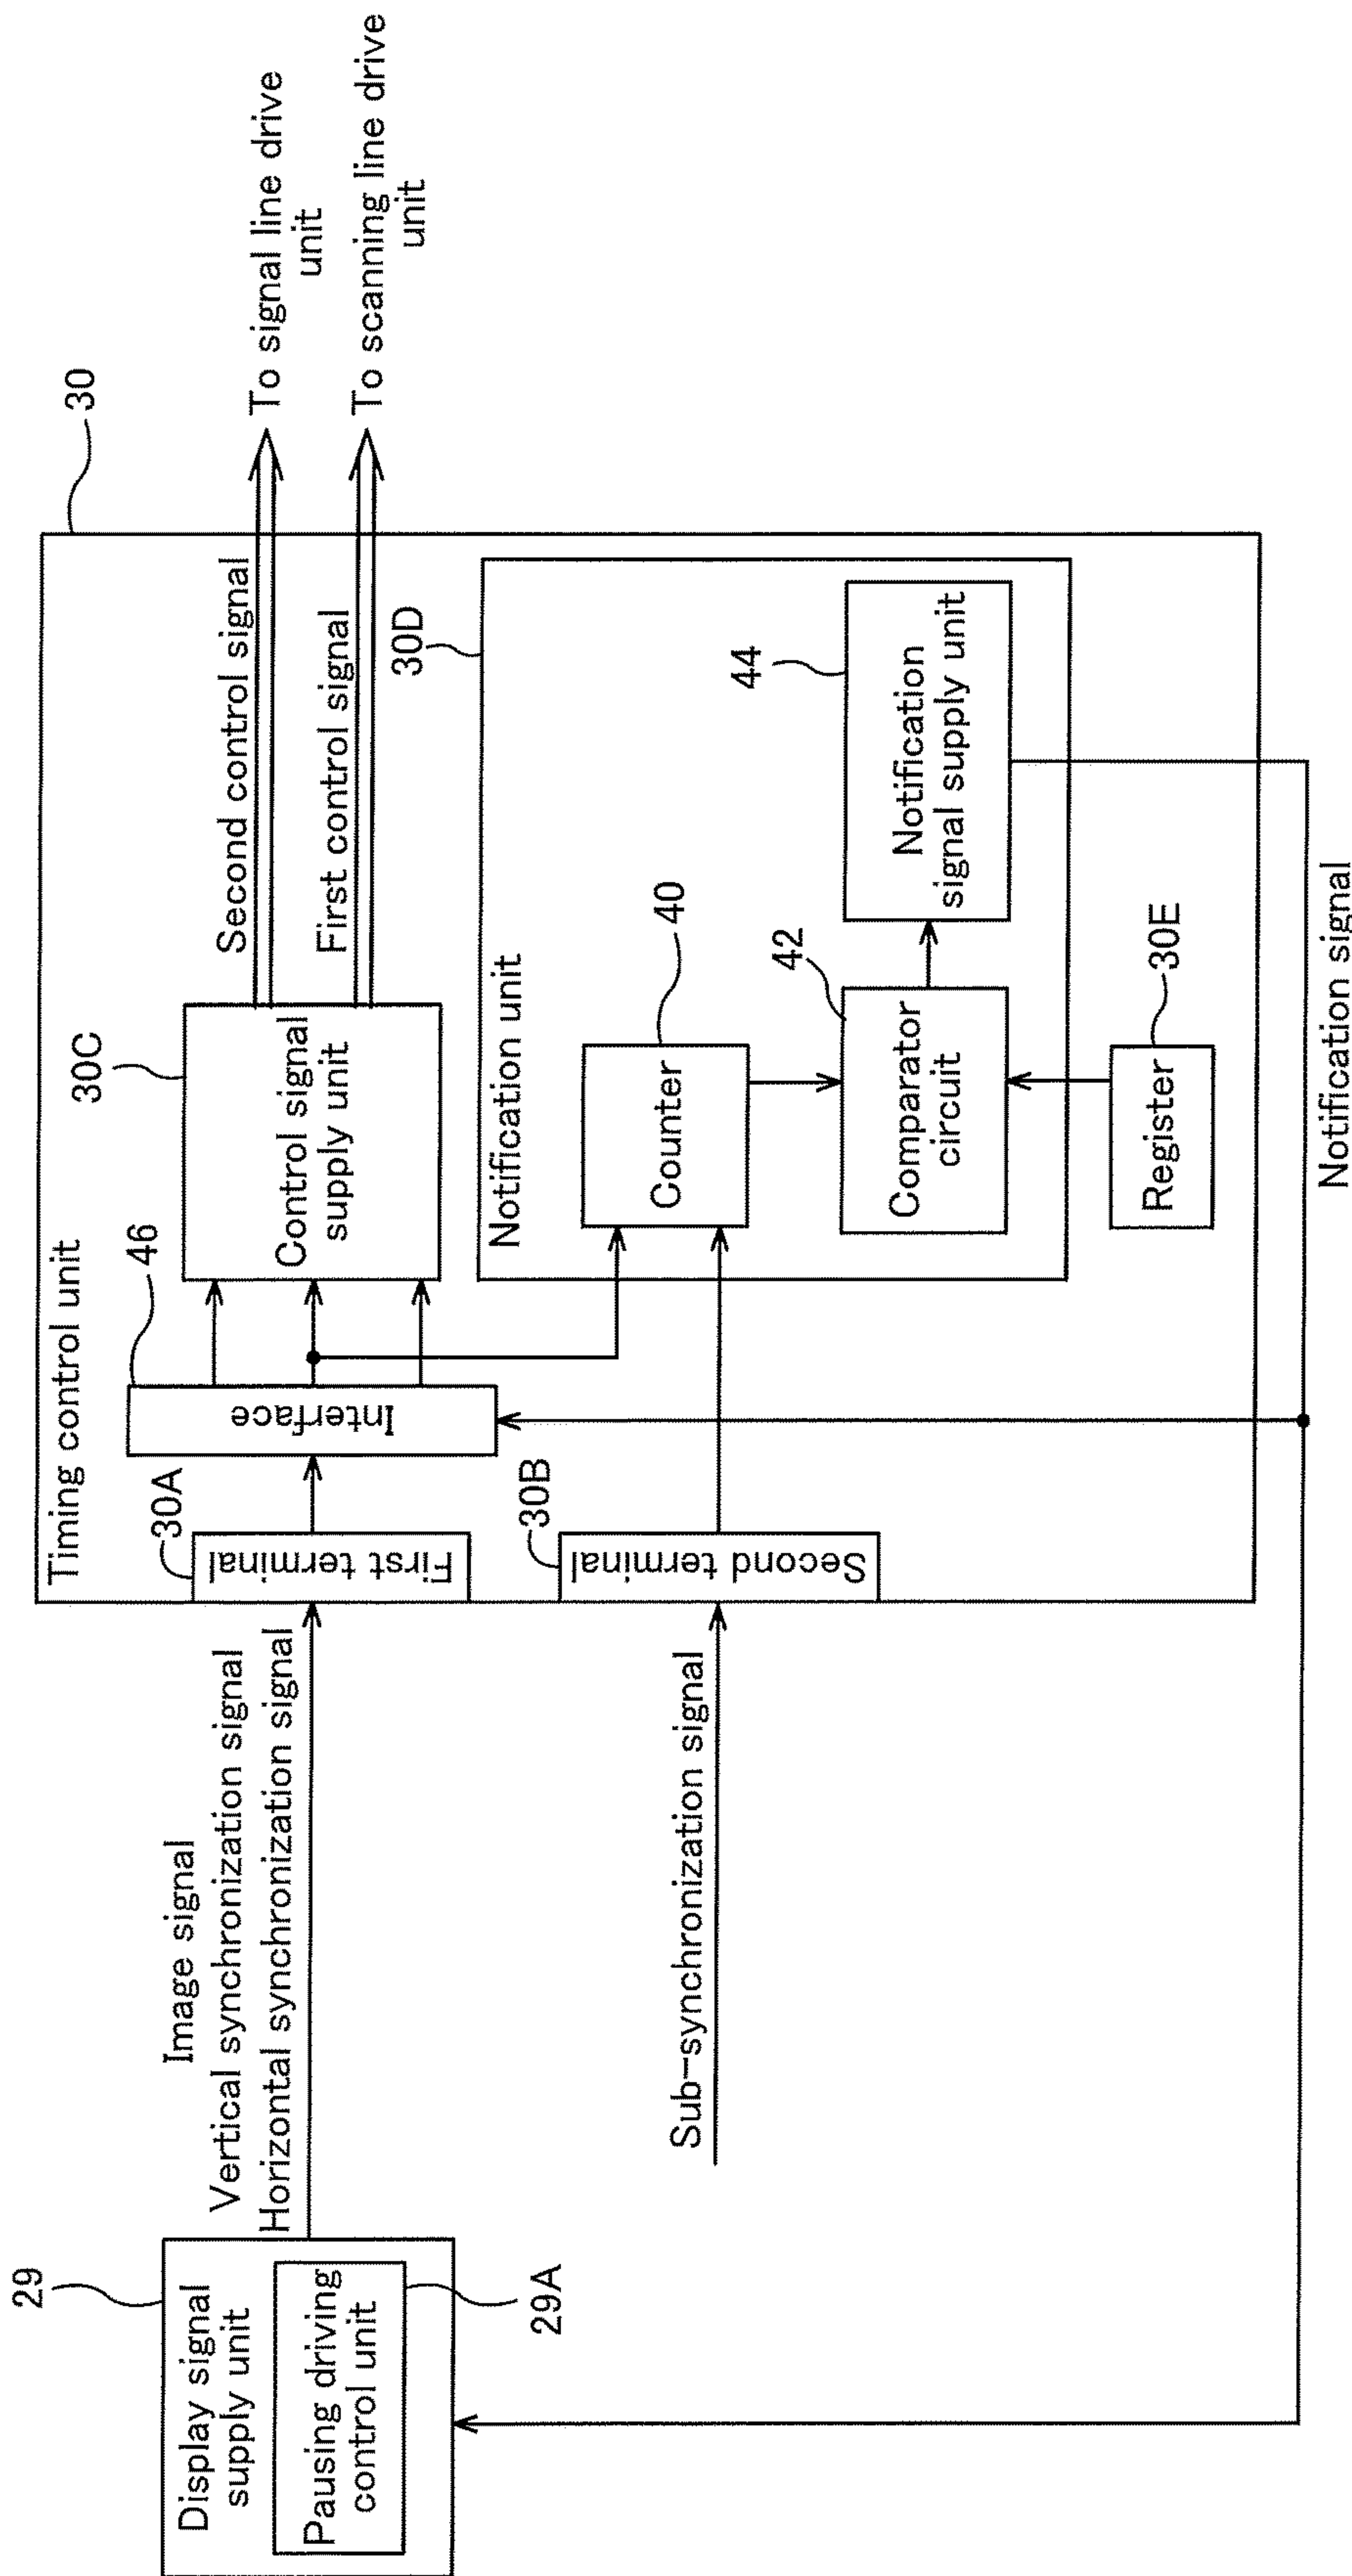 29
Display signal
supply unit
Pausing driving
control unit
29A
Image signal
Vertical synchronization signal
Horizontal synchronization signal
Sub-synchronization signal
Timing control unit
30
30A
First terminal
30B
Second terminal
46
Interface
30C
Control signal
supply unit
Second control signal
First control signal
To signal line drive
unit
To scanning line drive
unit
30D
Notification unit
40
Counter
42
Comparator
circuit
44
Notification
signal supply unit
30E
Register
Notification signal